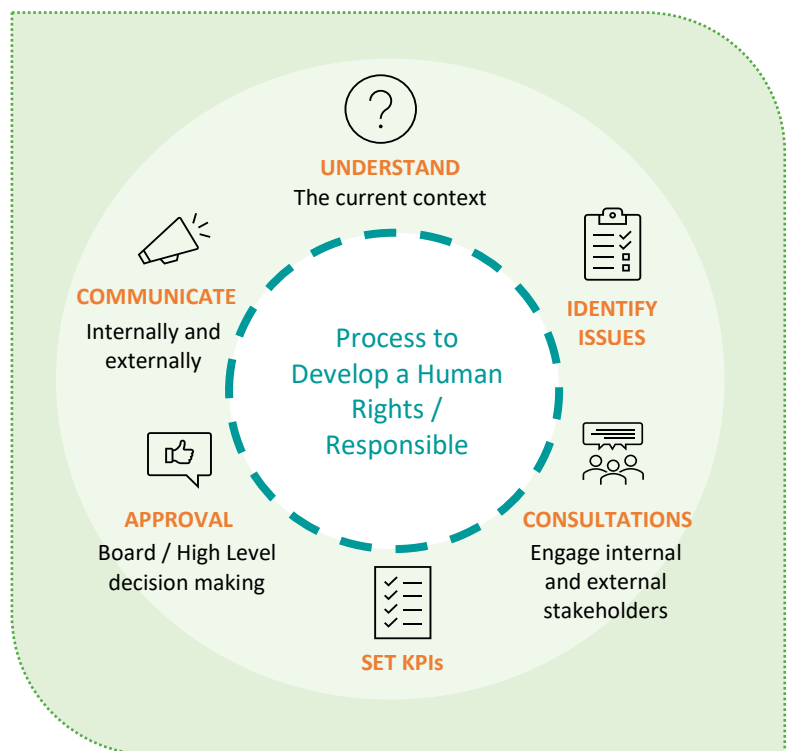 UNDERSTAND
The current context
IDENTIFY
ISSUES
CONSULTATIONS
Engage internal
and external
stakeholders
SET KPIs
APPROVAL
Board / High Level
decision making
COMMUNICATE
Internally and
externally
Process to
Develop a Human
Rights /
Responsible